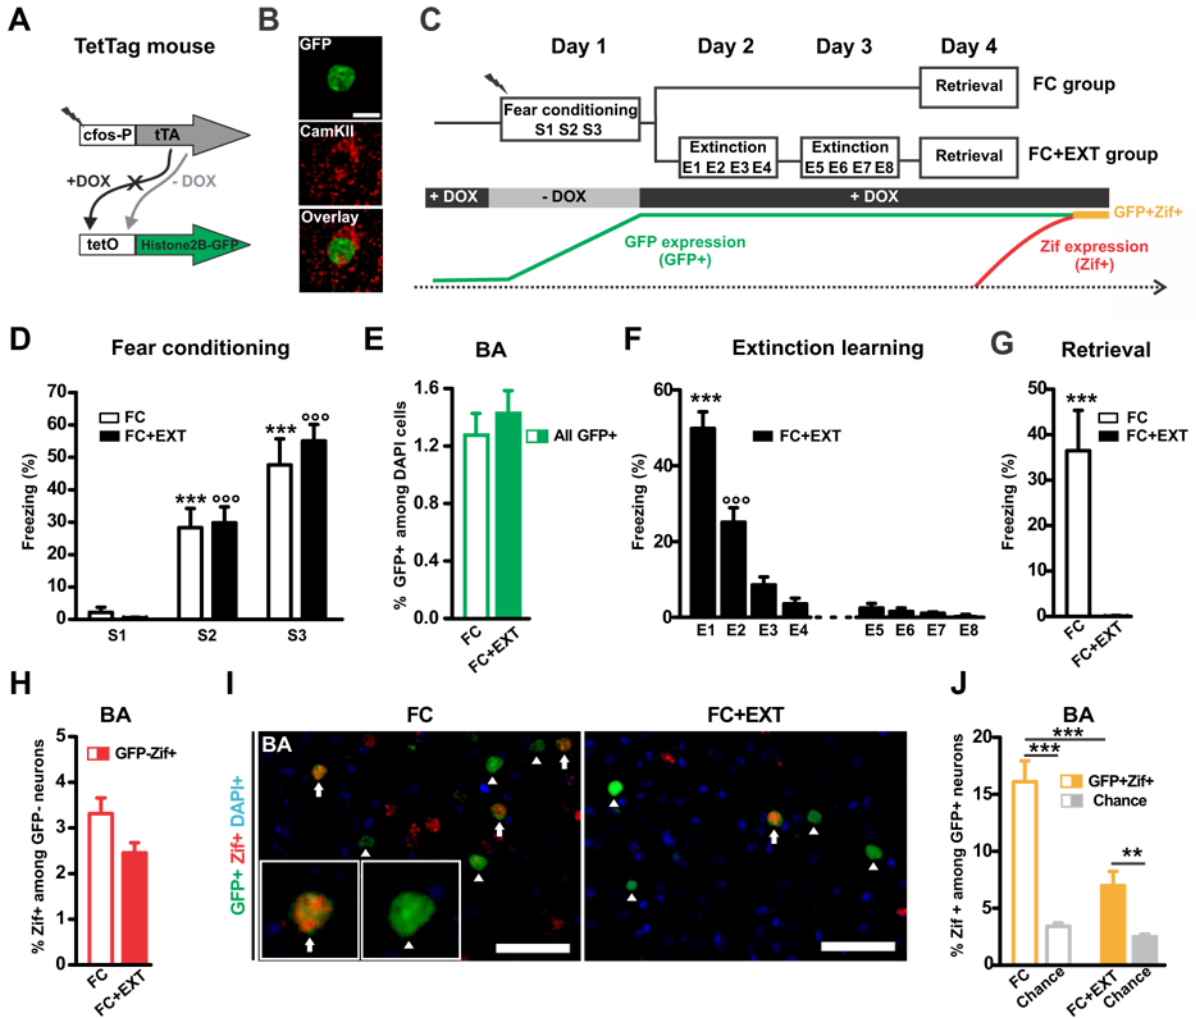 A
TetTag mouse
cfos-P
tTA
+DOX
- DOX
tetO
Histone2B-GFP
B
GFP
CamKII
Overlay
C
Day 1
Day 2
Day 3
Day 4
Fear conditioning
S1 S2 S3
Retrieval
FC group
Extinction
E1 E2 E3 E4
Extinction
E5 E6 E7 E8
Retrieval
FC+EXT group
+ DOX
- DOX
+ DOX
GFP+Zif+
GFP expression
(GFP+)
Zif expression
(Zif+)
D
Fear conditioning
Freezing (%)
70
60
50
40
30
20
10
0
FC
FC+EXT
***
°°°
***
°°°
S1
S2
S3
E
BA
% GFP+ among DAPI cells
1.6
1.2
0.8
0.4
0.0
All GFP+
FC
FC+EXT
F
Extinction learning
Freezing (%)
60
40
20
0
***
°°°
FC+EXT
E1
E2
E3
E4
E5
E6
E7
E8
G
Retrieval
Freezing (%)
50
40
30
20
10
0
***
FC
FC+EXT
FC
FC+EXT
H
BA
% Zif+ among GFP- neurons
5
4
3
2
1
0
GFP-Zif+
FC
FC+EXT
I
FC
FC+EXT
GFP+ Zif+ DAPI+
BA
J
BA
% Zif + among GFP+ neurons
20
15
10
5
0
***
***
**
GFP+Zif+
Chance
FC
Chance
FC+EXT
Chance